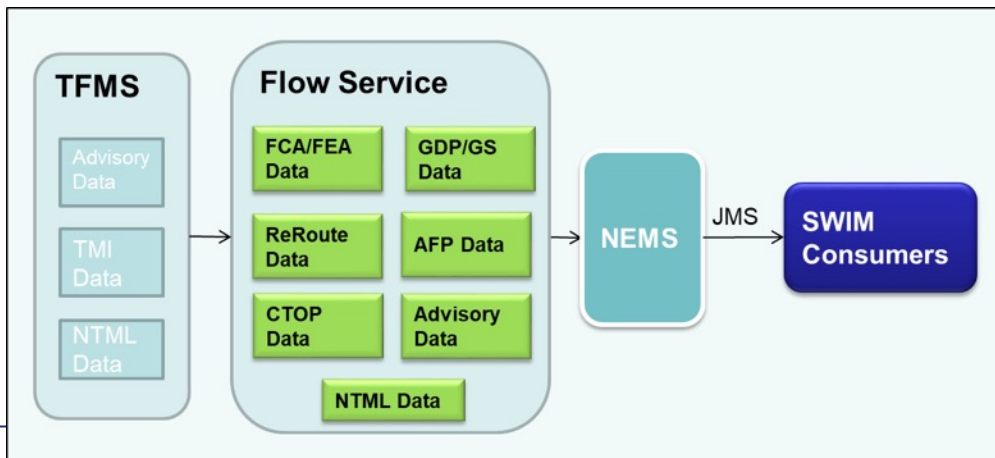 TFMS
Advisory
Data
TMI
Data
NTML
Data
Flow Service
FCA/FEA
Data
GDP/GS
Data
ReRoute
Data
AFP Data
CTOP
Data
Advisory
Data
NTML Data
NEMS
JMS
SWIM
Consumers